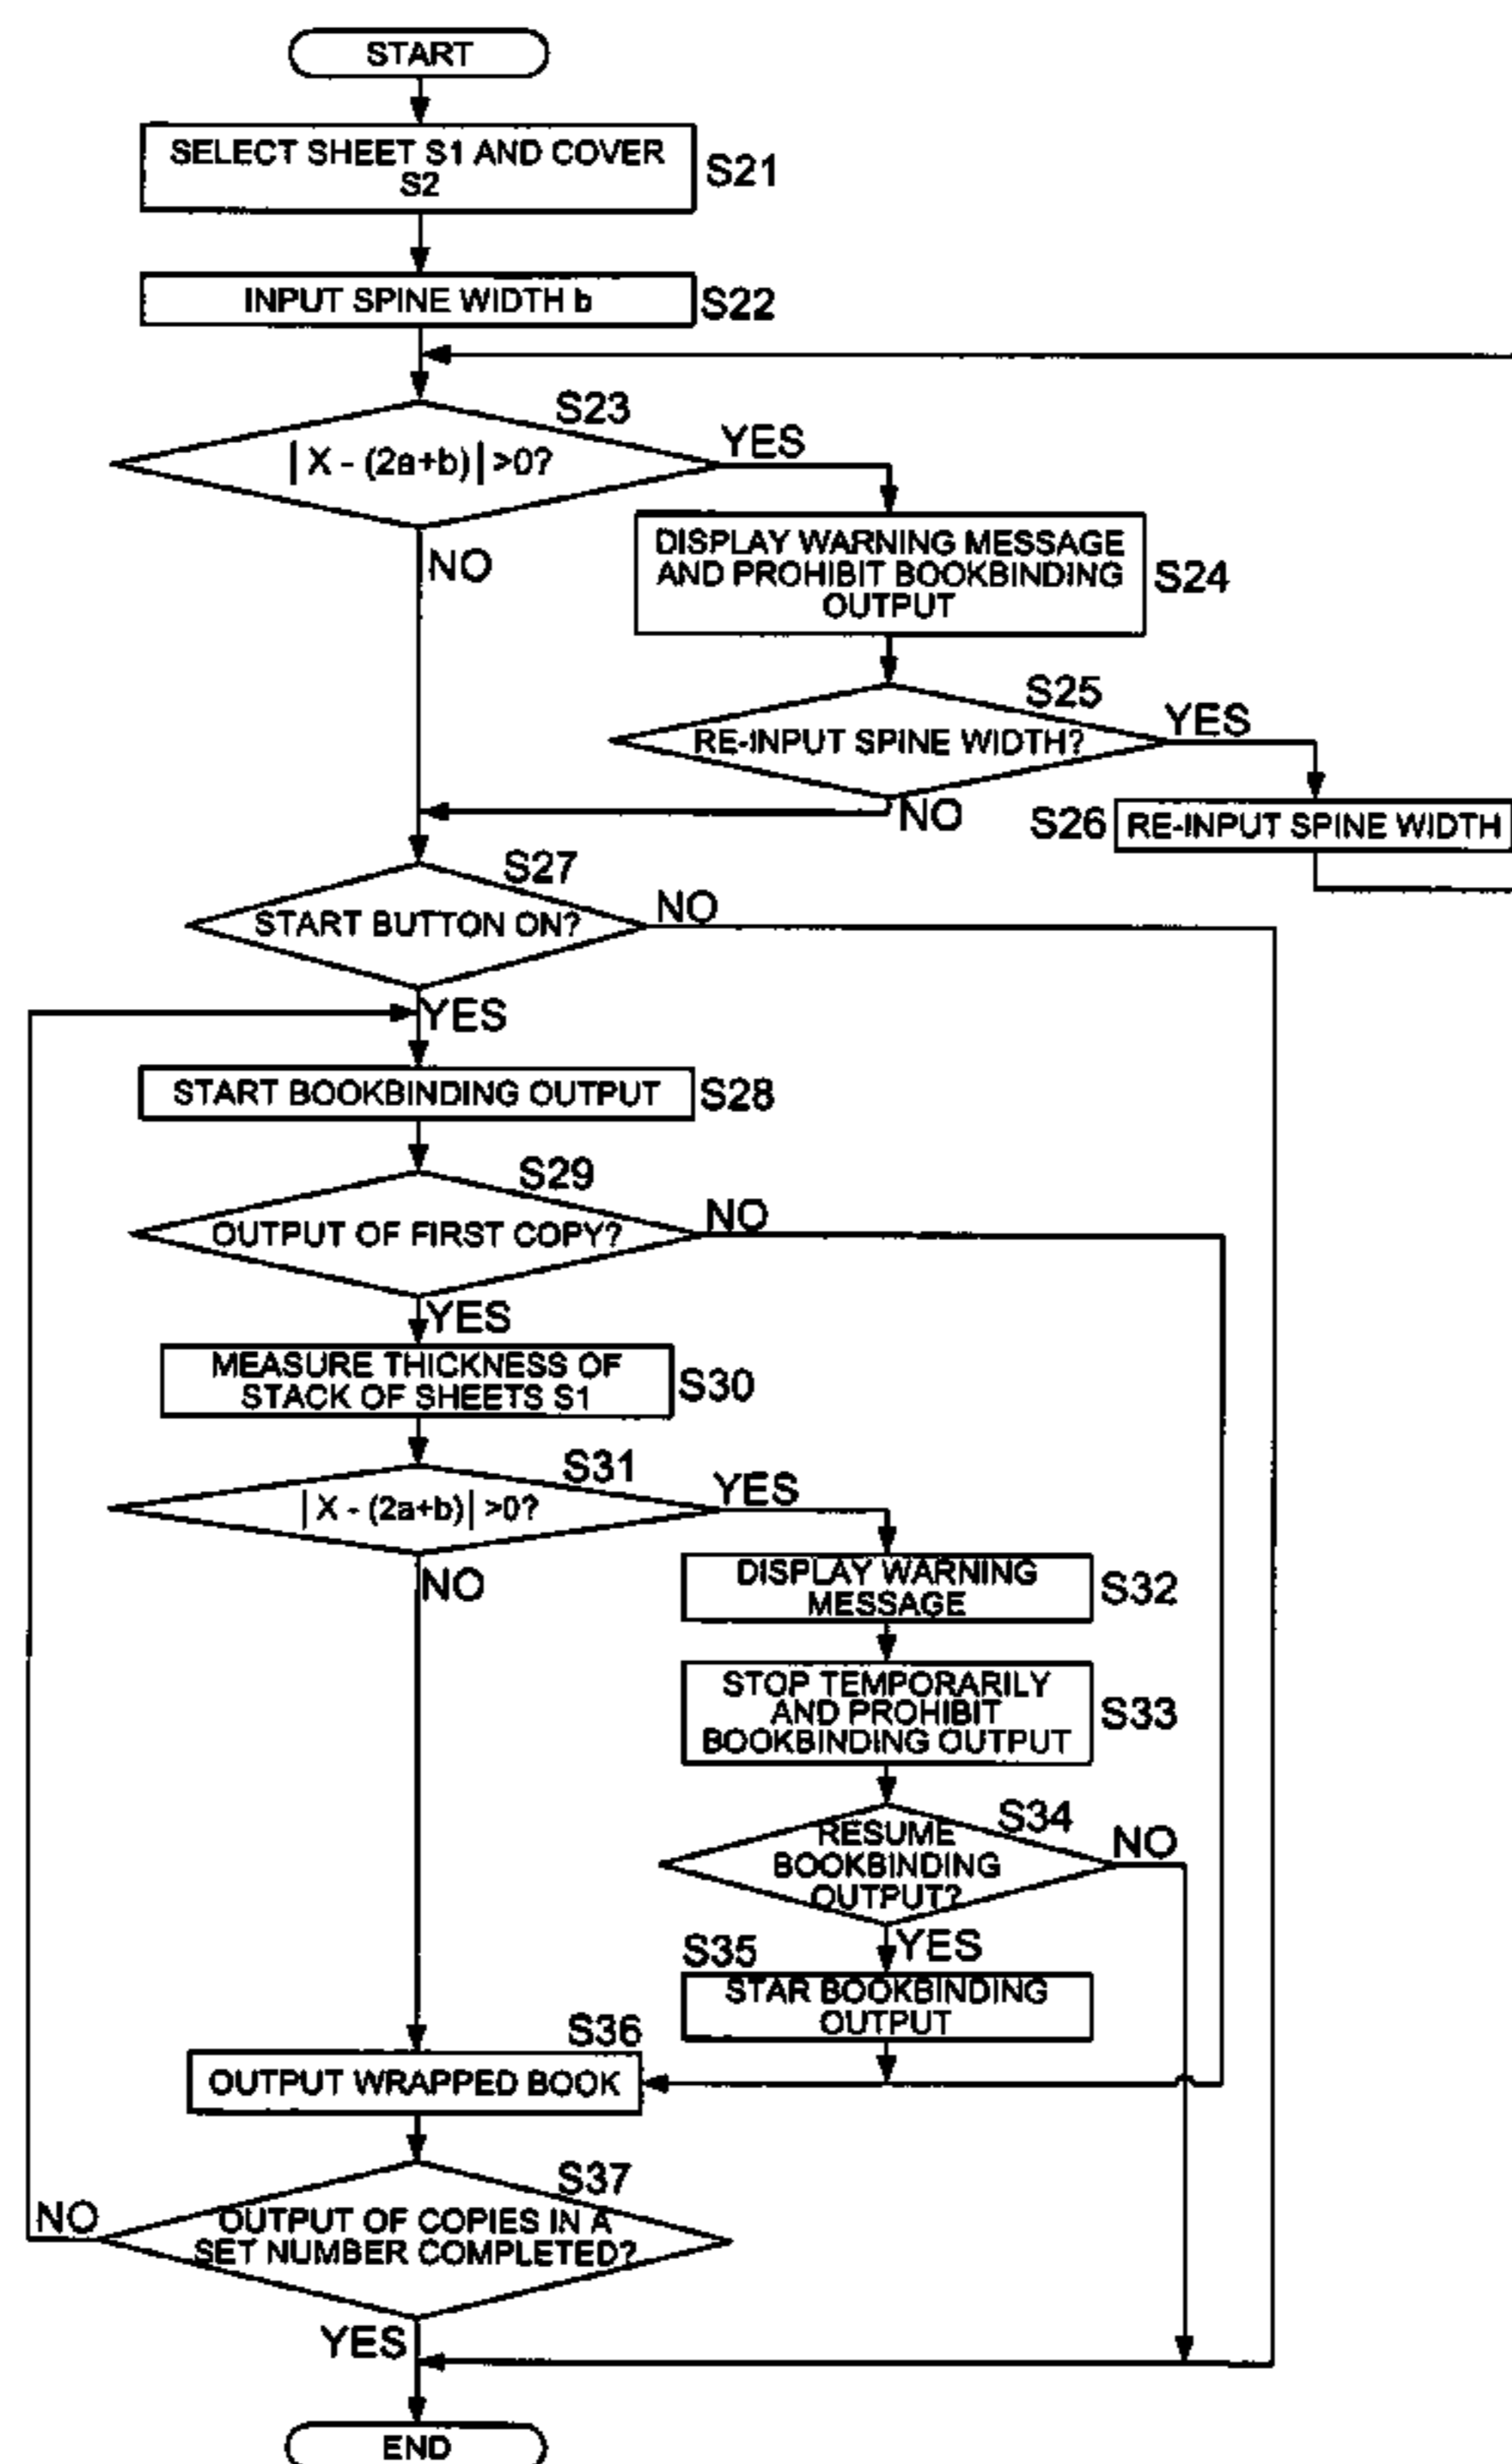 START
SELECT SHEET S1 AND COVER
S2
S21
INPUT SPINE WIDTH b
S22
S23
|X - (2a+b)| >0?
YES
NO
DISPLAY WARNING MESSAGE
AND PROHIBIT BOOKBINDING
OUTPUT
S24
S25
RE-INPUT SPINE WIDTH?
YES
NO
S26
RE-INPUT SPINE WIDTH
S27
START BUTTON ON?
NO
YES
START BOOKBINDING OUTPUT
S28
S29
OUTPUT OF FIRST COPY?
NO
YES
MEASURE THICKNESS OF
STACK OF SHEETS S1
S30
S31
|X - (2a+b)| >0?
YES
NO
DISPLAY WARNING
MESSAGE
S32
STOP TEMPORARILY
AND PROHIBIT
BOOKBINDING OUTPUT
S33
S34
RESUME
BOOKBINDING
OUTPUT?
NO
YES
S35
STAR BOOKBINDING
OUTPUT
S36
OUTPUT WRAPPED BOOK
S37
OUTPUT OF COPIES IN A
SET NUMBER COMPLETED?
NO
YES
END